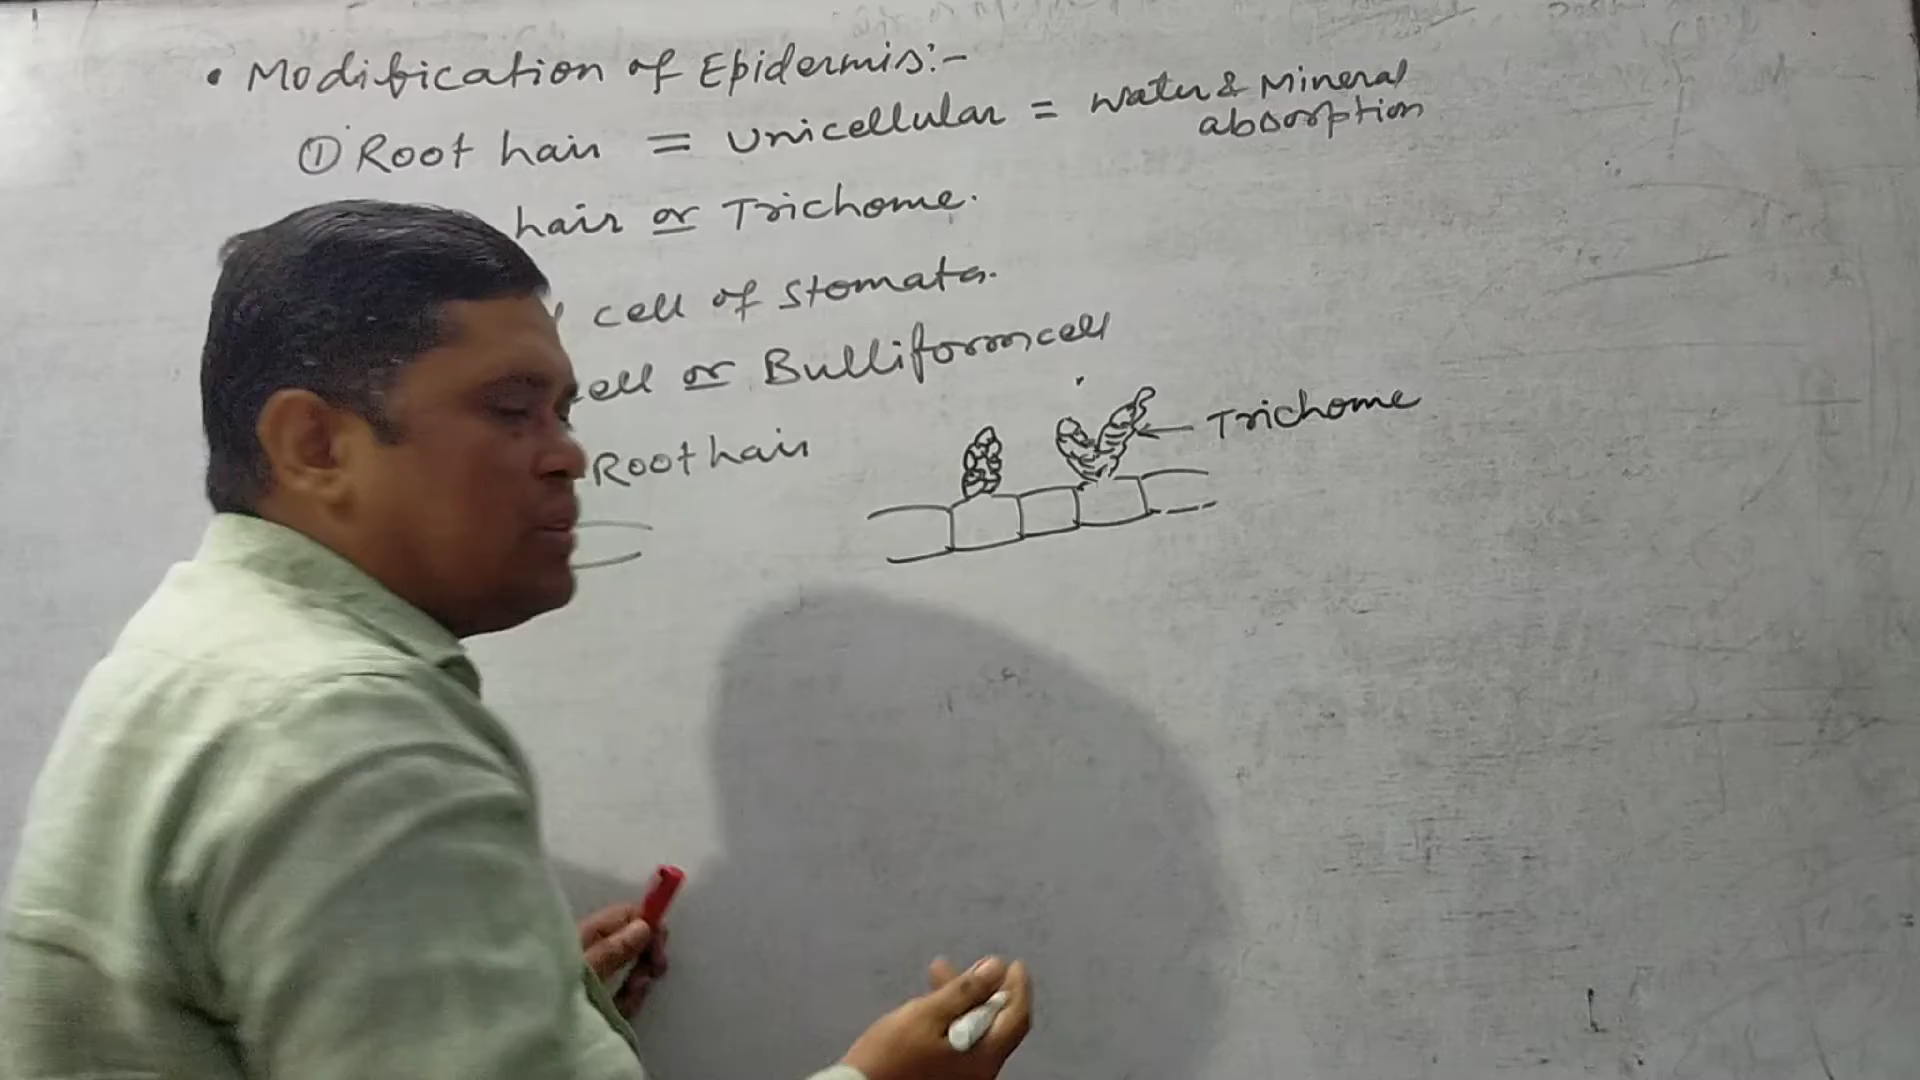 • Modification of Epidermis:-
① Root hair = Unicellular = water & Mineral
absorption
hair or Trichome.
cell of stomata.
ell or Bulliform cell
Trichome
Root hair